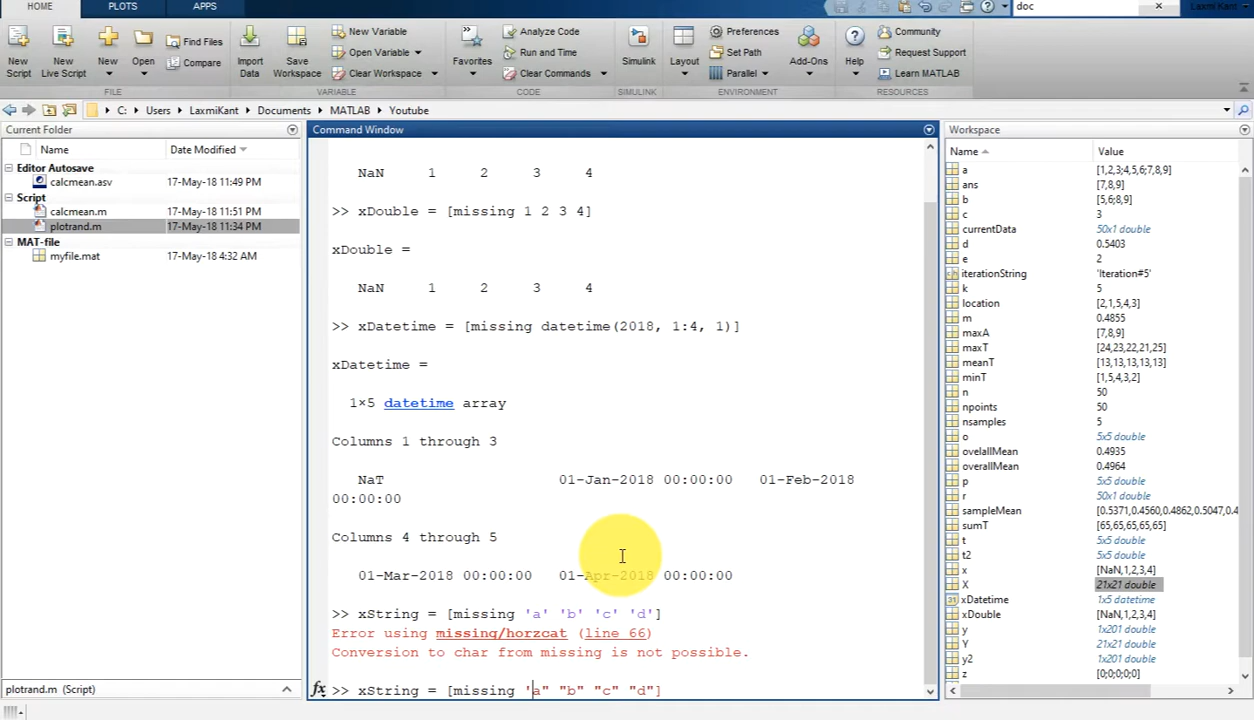 HOME PLOTS APPS doc Laxmi Kant
New Script
New Live Script
New
Open
Find Files
Compare
FILE
Import Data
Save Workspace
New Variable
Open Variable
Clear Workspace
VARIABLE
Favorites
Analyze Code
Run and Time
Clear Commands
CODE
Simulink
SIMULINK
Layout
Preferences
Set Path
Parallel
Add-Ons
ENVIRONMENT
Help
Community
Request Support
Learn MATLAB
RESOURCES
C: Users LaxmiKant Documents MATLAB Youtube
Current Folder
Name Date Modified
Editor Autosave
calcmean.asv 17-May-18 11:49 PM
Script
calcmean.m 17-May-18 11:51 PM
plotrand.m 17-May-18 11:34 PM
MAT-file
myfile.mat 17-May-18 4:32 AM
plotrand.m (Script)
Command Window
NaN 1 2 3 4
>> xDouble = [missing 1 2 3 4]
xDouble =
NaN 1 2 3 4
>> xDatetime = [missing datetime(2018, 1:4, 1)]
xDatetime =
1×5 datetime array
Columns 1 through 3
NaT 01-Jan-2018 00:00:00 01-Feb-2018
00:00:00
Columns 4 through 5
01-Mar-2018 00:00:00 01-Apr-2018 00:00:00
>> xString = [missing 'a' 'b' 'c' 'd']
Error using missing/horzcat (line 66)
Conversion to char from missing is not possible.
fx >> xString = [missing 'a" "b" "c" "d"]
Workspace
Name Value
a [1,2,3;4,5,6;7,8,9]
ans [7,8,9]
b [5,6;8,9]
c 3
currentData 50x1 double
d 0.5403
e 2
iterationString 'Iteration#5'
k 5
location [2,1,5,4,3]
m 0.4855
maxA [7,8,9]
maxT [24,23,22,21,25]
meanT [13,13,13,13,13]
minT [1,5,4,3,2]
n 50
npoints 50
nsamples 5
o 5x5 double
ovelallMean 0.4935
overallMean 0.4964
p 5x5 double
r 50x1 double
sampleMean [0.5371,0.4560,0.4862,0.5047,0.4
sumT [65,65,65,65,65]
t 5x5 double
t2 5x5 double
x [NaN,1,2,3,4]
X 21x21 double
xDatetime 1x5 datetime
xDouble [NaN,1,2,3,4]
y 1x201 double
Y 21x21 double
y2 1x201 double
z [0;0;0;0;0]